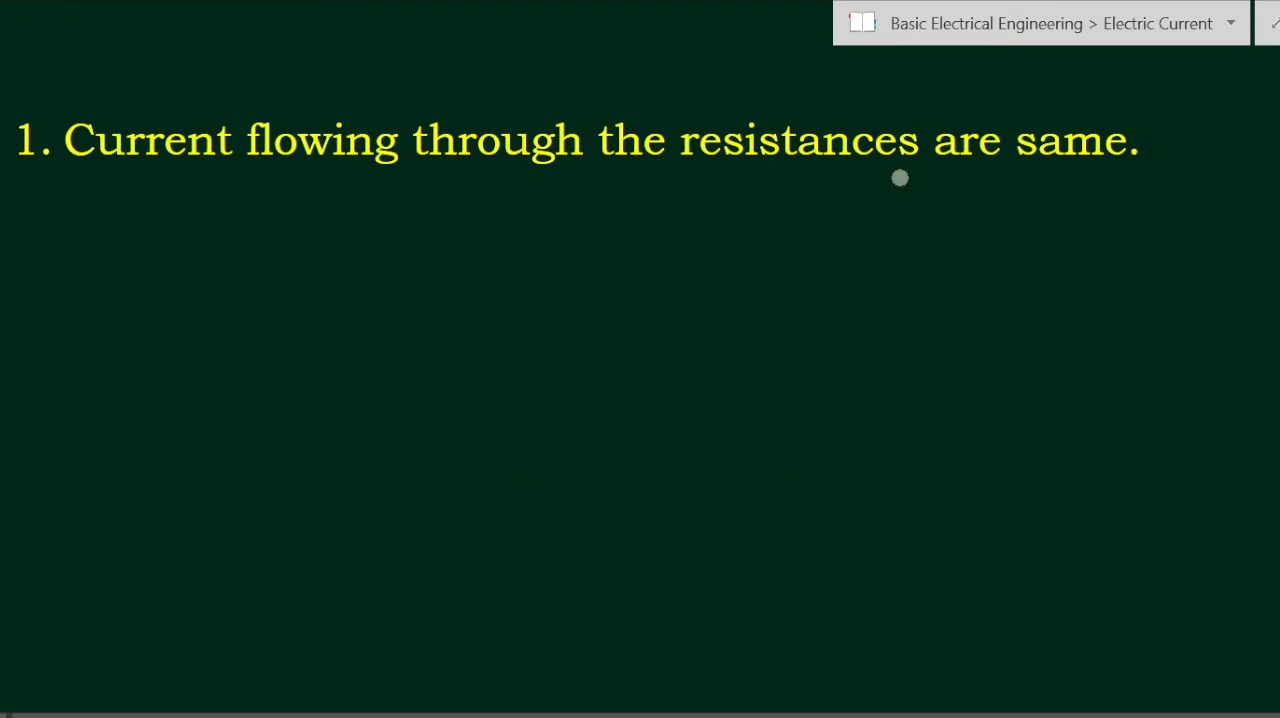 Basic Electrical Engineering > Electric Current
1. Current flowing through the resistances are same.